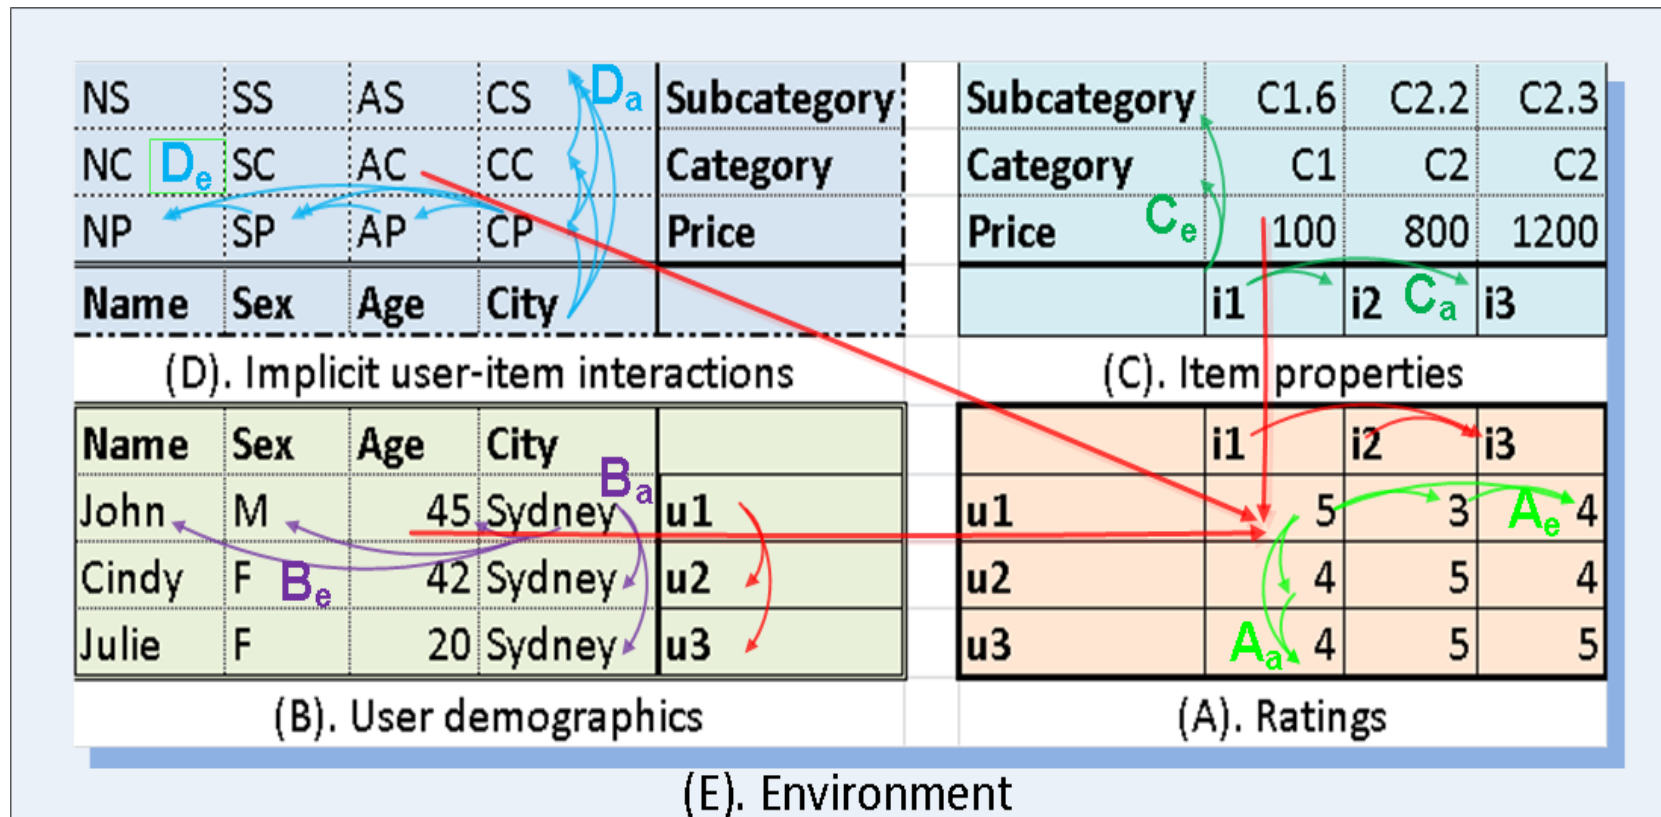 NS SS AS CS Da Subcategory
NC De SC AC CC Category
NP SP AP CP Price
Name Sex Age City
(D). Implicit user-item interactions
Subcategory C1.6 C2.2 C2.3
Category C1 C2 C2
Ce
Price 100 800 1200
i1 i2 Ca i3
(C). Item properties
Name Sex Age City
Ba
John M 45 Sydney u1
Cindy F Be 42 Sydney u2
Julie F 20 Sydney u3
(B). User demographics
i1 i2 i3
u1 5 3 Ae 4
u2 4 5 4
u3 Aa 4 5 5
(A). Ratings
(E). Environment